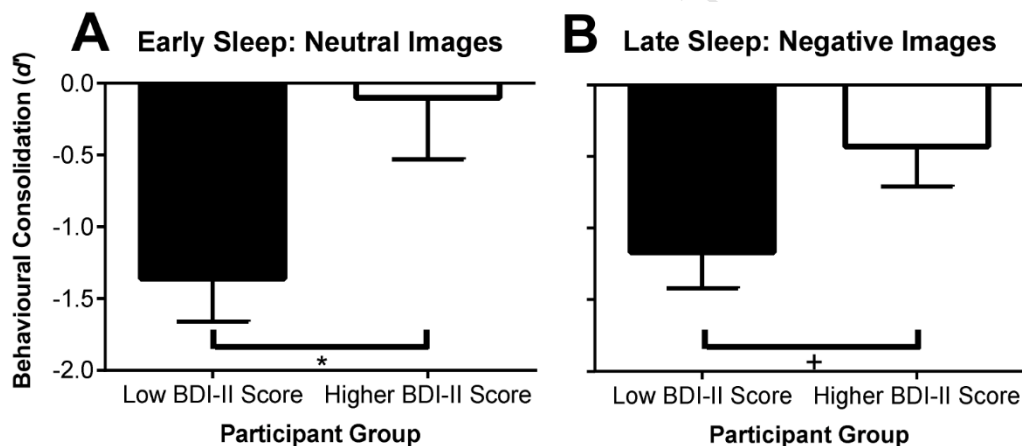 A Early Sleep: Neutral Images
B Late Sleep: Negative Images
Behavioural Consolidation (d')
0.0
-0.5
-1.0
-1.5
-2.0
*
+
Low BDI-II Score Higher BDI-II Score
Low BDI-II Score Higher BDI-II Score
Participant Group
Participant Group